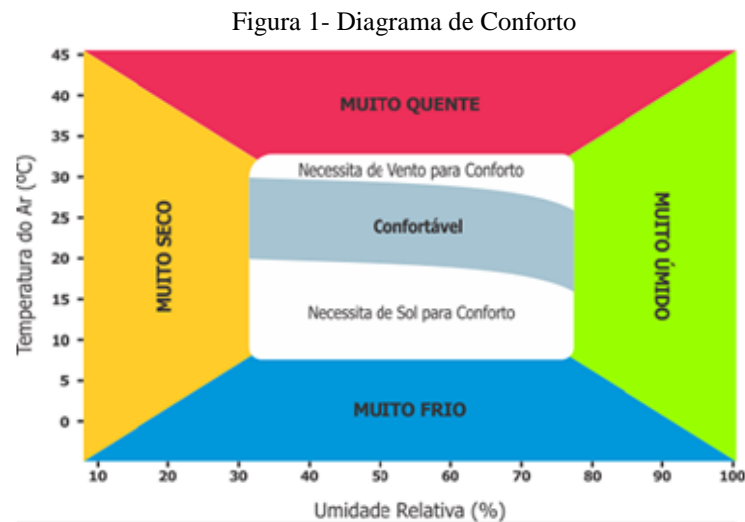 Figura 1- Diagrama de Conforto
45
40
35
30
25
20
15
10
5
0
Temperatura do Ar (ºC)
MUITO QUENTE
Necessita de Vento para Conforto
Confortável
Necessita de Sol para Conforto
MUITO SECO
MUITO ÚMIDO
MUITO FRIO
10 20 30 40 50 60 70 80 90 100
Umidade Relativa (%)